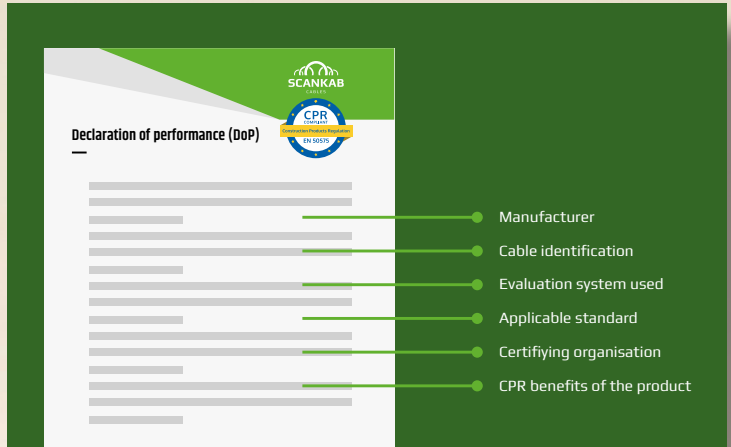 SCANKAB
CABLES
CPR
COMPLIANT
Construction Products Regulation
EN 50575
Declaration of performance (DoP)
Manufacturer
Cable identification
Evaluation system used
Applicable standard
Certifiying organisation
CPR benefits of the product